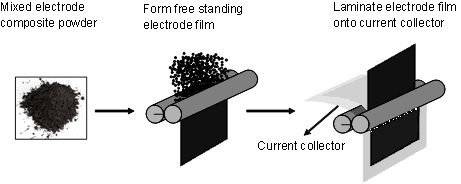 Mixed electrode
composite powder
Form free standing
electrode film
Laminate electrode film
onto current collector
Current collector